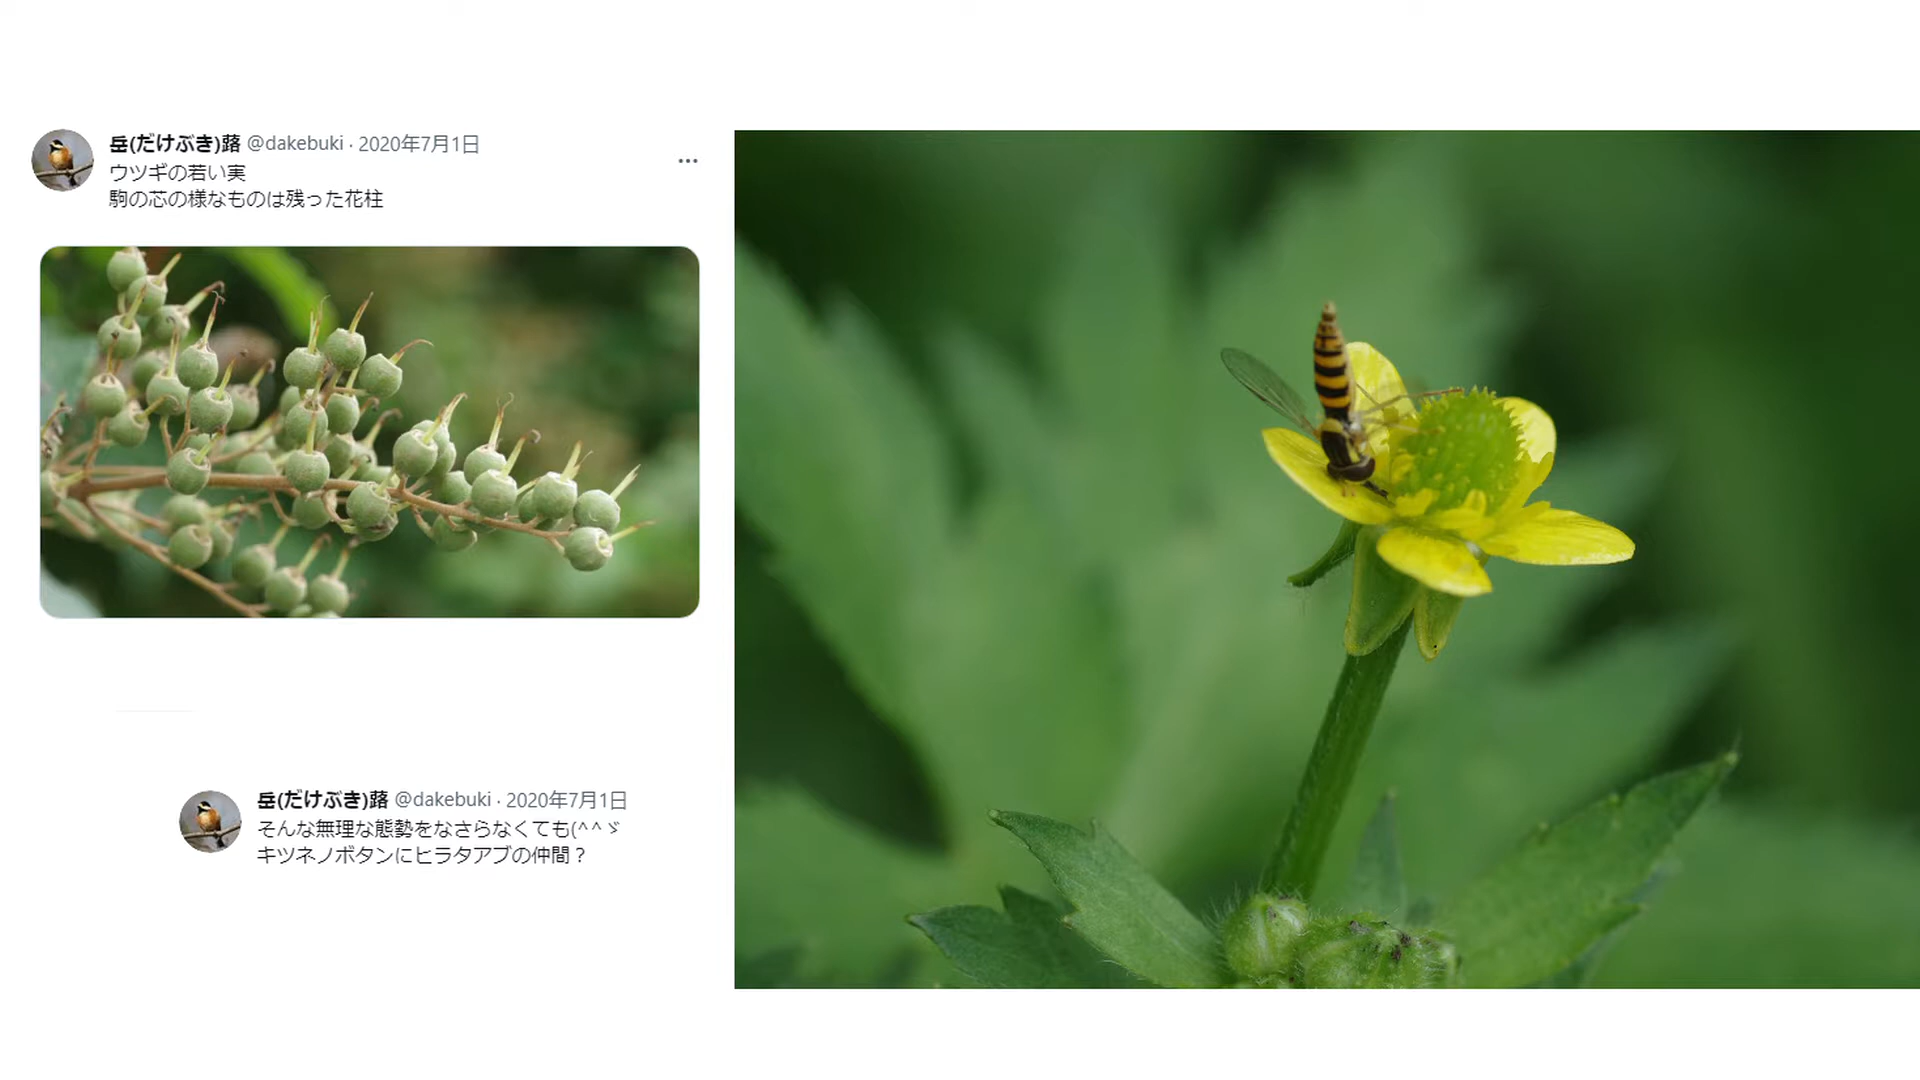 岳(だけぶき)蕗 @dakebuki · 2020年7月1日
ウツギの若い実
駒の芯の様なものは残った花柱
岳(だけぶき)蕗 @dakebuki · 2020年7月1日
そんな無理な態勢をなさらなくても(^^ゞ
キツネノボタンにヒラタアブの仲間？